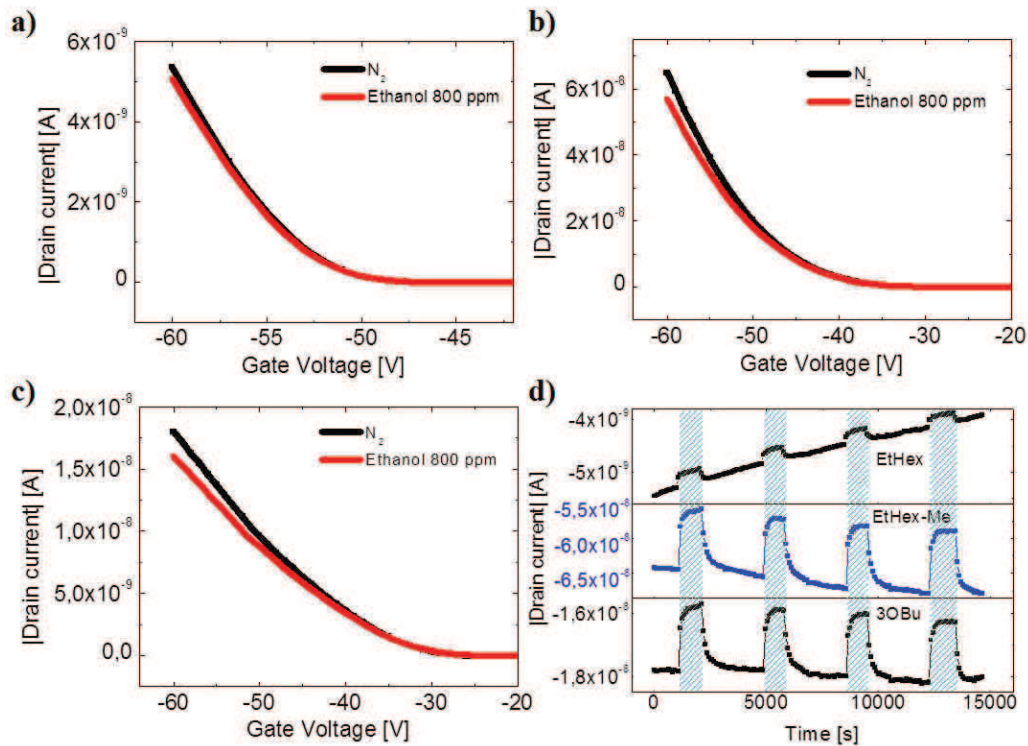 a)
6x10⁻⁹
4x10⁻⁹
2x10⁻⁹
0
|Drain current| [A]
N₂
Ethanol 800 ppm
-60
-55
-50
-45
Gate Voltage [V]
b)
6x10⁻⁸
4x10⁻⁸
2x10⁻⁸
0
|Drain current| [A]
N₂
Ethanol 800 ppm
-60
-50
-40
-30
-20
Gate Voltage [V]
c)
2,0x10⁻⁸
1,5x10⁻⁸
1,0x10⁻⁸
5,0x10⁻⁹
0,0
|Drain current| [A]
N₂
Ethanol 800 ppm
-60
-50
-40
-30
-20
Gate Voltage [V]
d)
|Drain current| [A]
-4x10⁻⁹
-5x10⁻⁹
EtHex
-5,5x10⁻⁸
-6,0x10⁻⁸
-6,5x10⁻⁸
EtHex-Me
-1,6x10⁻⁸
-1,8x10⁻⁸
3OBu
0
5000
10000
15000
Time [s]